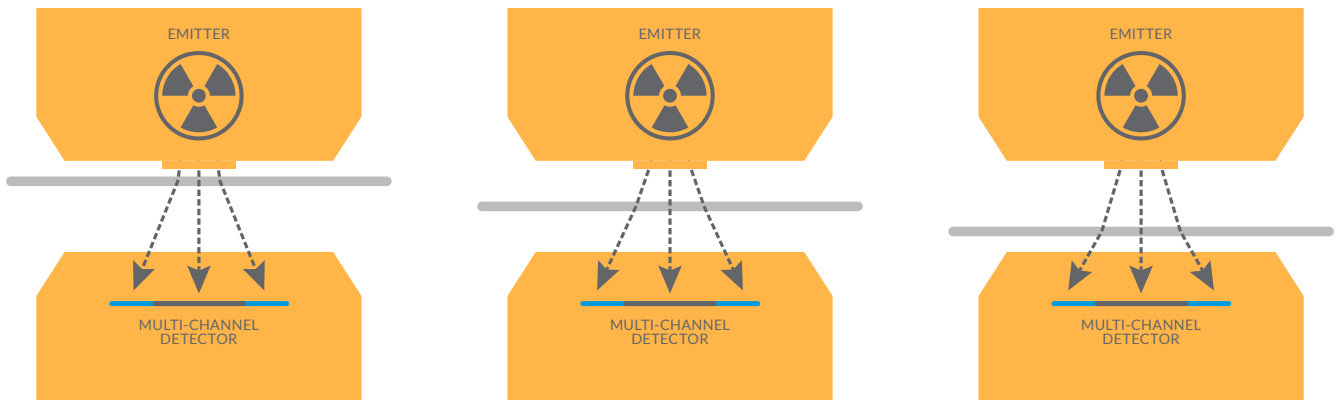 EMITTER
MULTI-CHANNEL
DETECTOR
EMITTER
MULTI-CHANNEL
DETECTOR
EMITTER
MULTI-CHANNEL
DETECTOR